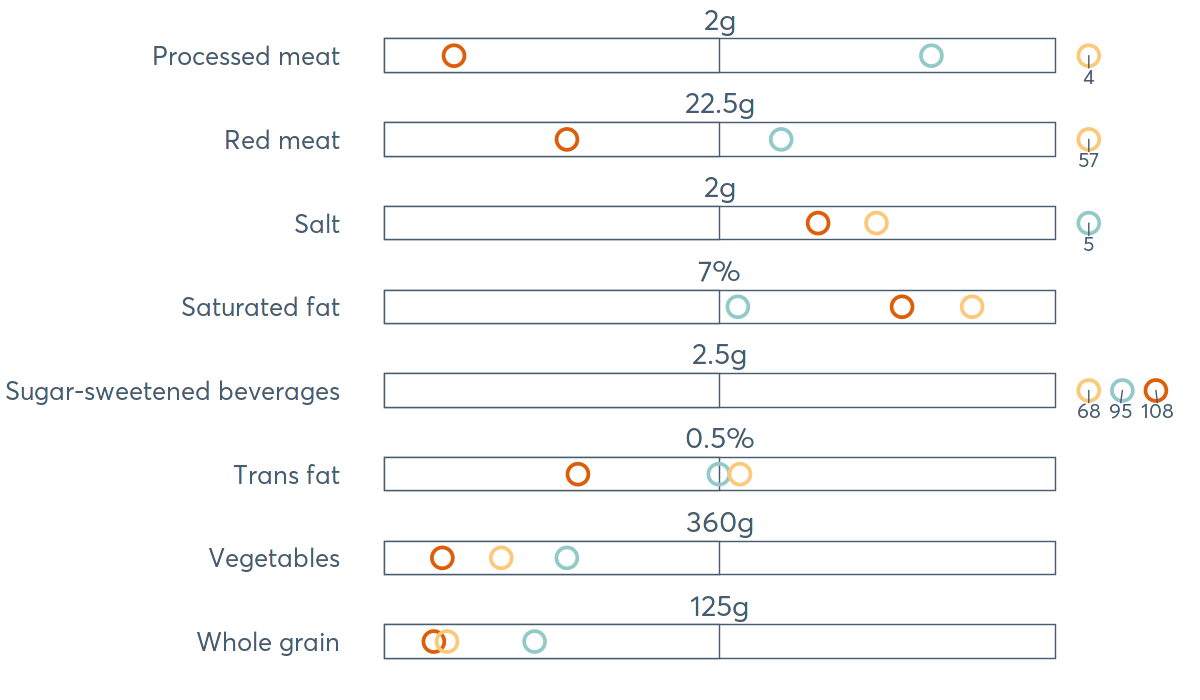 2g
Processed meat
4
22.5g
Red meat
57
2g
Salt
5
7%
Saturated fat
2.5g
Sugar-sweetened beverages
68 95 108
0.5%
Trans fat
360g
Vegetables
125g
Whole grain